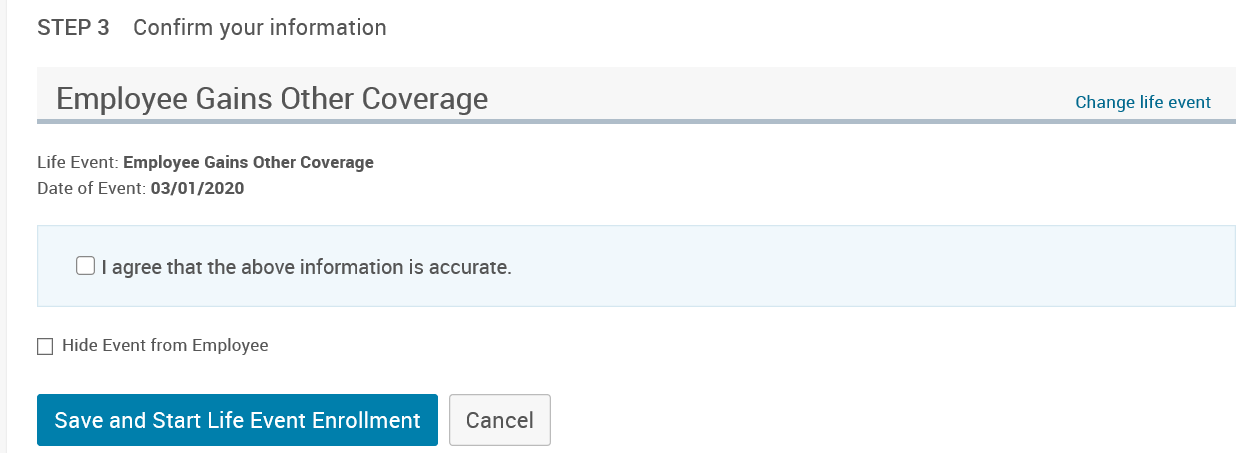 STEP 3 Confirm your information
Employee Gains Other Coverage
Change life event
Life Event: Employee Gains Other Coverage
Date of Event: 03/01/2020
I agree that the above information is accurate.
Hide Event from Employee
Save and Start Life Event Enrollment
Cancel